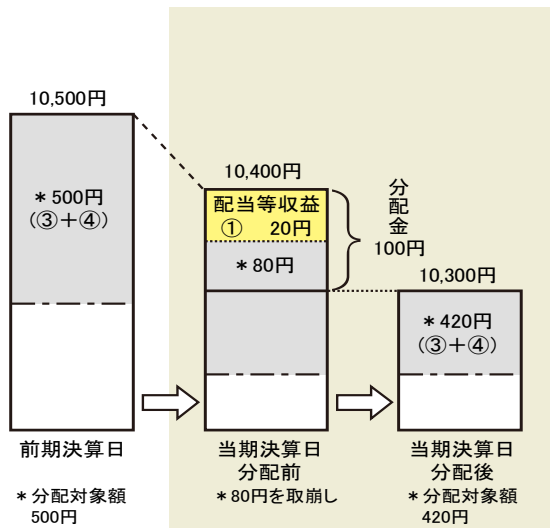 10,500円
＊500円
（③＋④）
前期決算日
＊分配対象額
500円
10,400円
配当等収益
① 20円
＊80円
分配金
100円
当期決算日
分配前
＊80円を取崩し
10,300円
＊420円
（③＋④）
当期決算日
分配後
＊分配対象額
420円